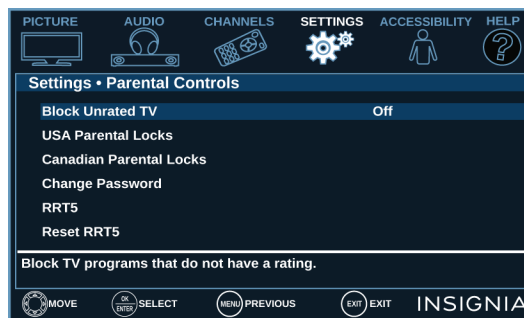 PICTURE AUDIO CHANNELS SETTINGS ACCESSIBILITY HELP
?
Settings • Parental Controls
Block Unrated TV Off
USA Parental Locks
Canadian Parental Locks
Change Password
RRT5
Reset RRT5
Block TV programs that do not have a rating.
MOVE OK ENTER SELECT MENU PREVIOUS EXIT EXIT INSIGNIA